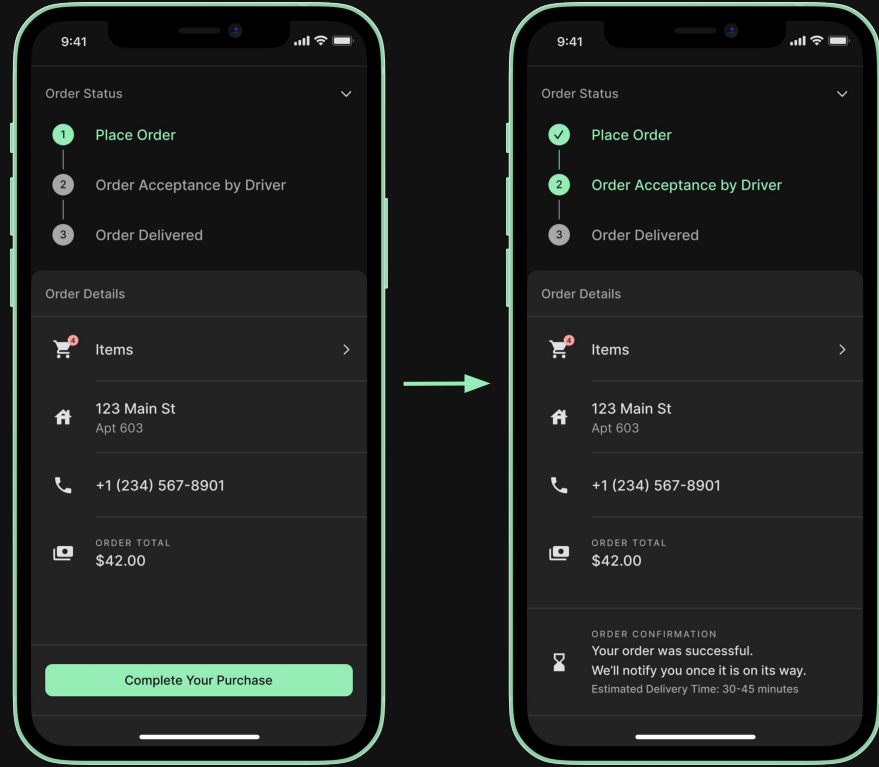 9:41
Order Status
1
Place Order
2
Order Acceptance by Driver
3
Order Delivered
Order Details
4
Items
123 Main St
Apt 603
+1 (234) 567-8901
ORDER TOTAL
$42.00
Complete Your Purchase
9:41
Order Status
Place Order
2
Order Acceptance by Driver
3
Order Delivered
Order Details
4
Items
123 Main St
Apt 603
+1 (234) 567-8901
ORDER TOTAL
$42.00
ORDER CONFIRMATION
Your order was successful.
We'll notify you once it is on its way.
Estimated Delivery Time: 30-45 minutes